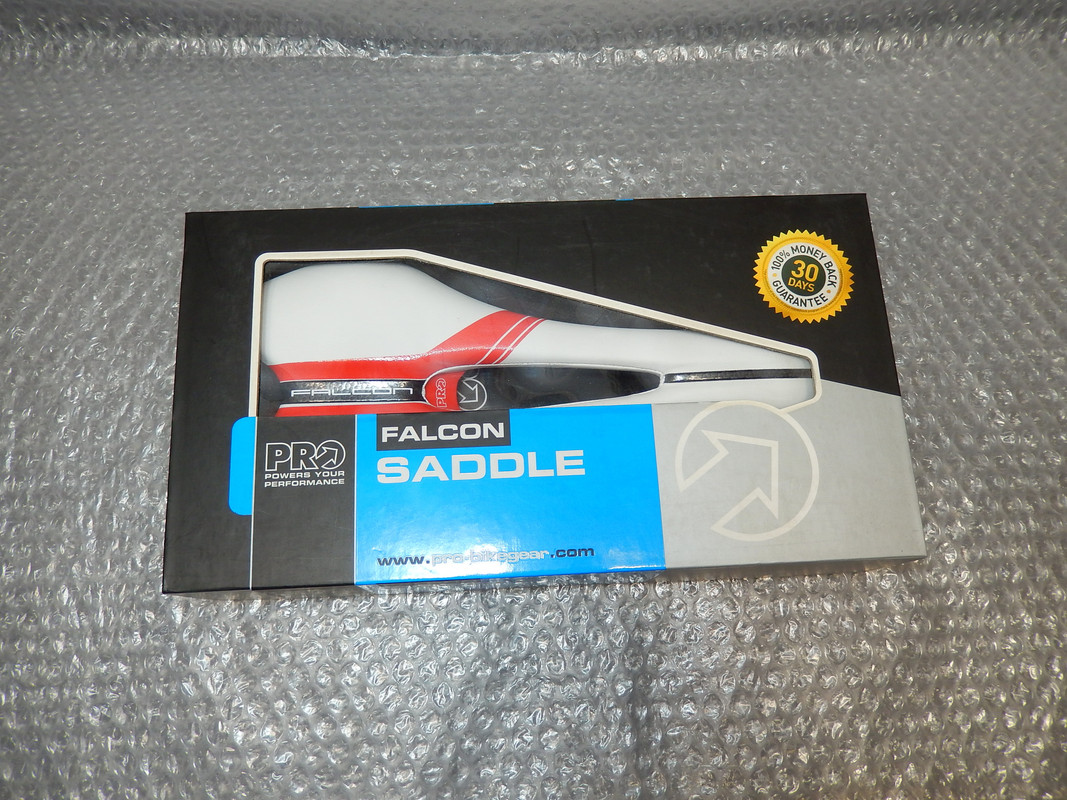 100% MONEY BACK
30
DAYS
GUARANTEE
FALCON
PRO
PRO
POWERS YOUR
PERFORMANCE
FALCON
SADDLE
www.pro-bikegear.com